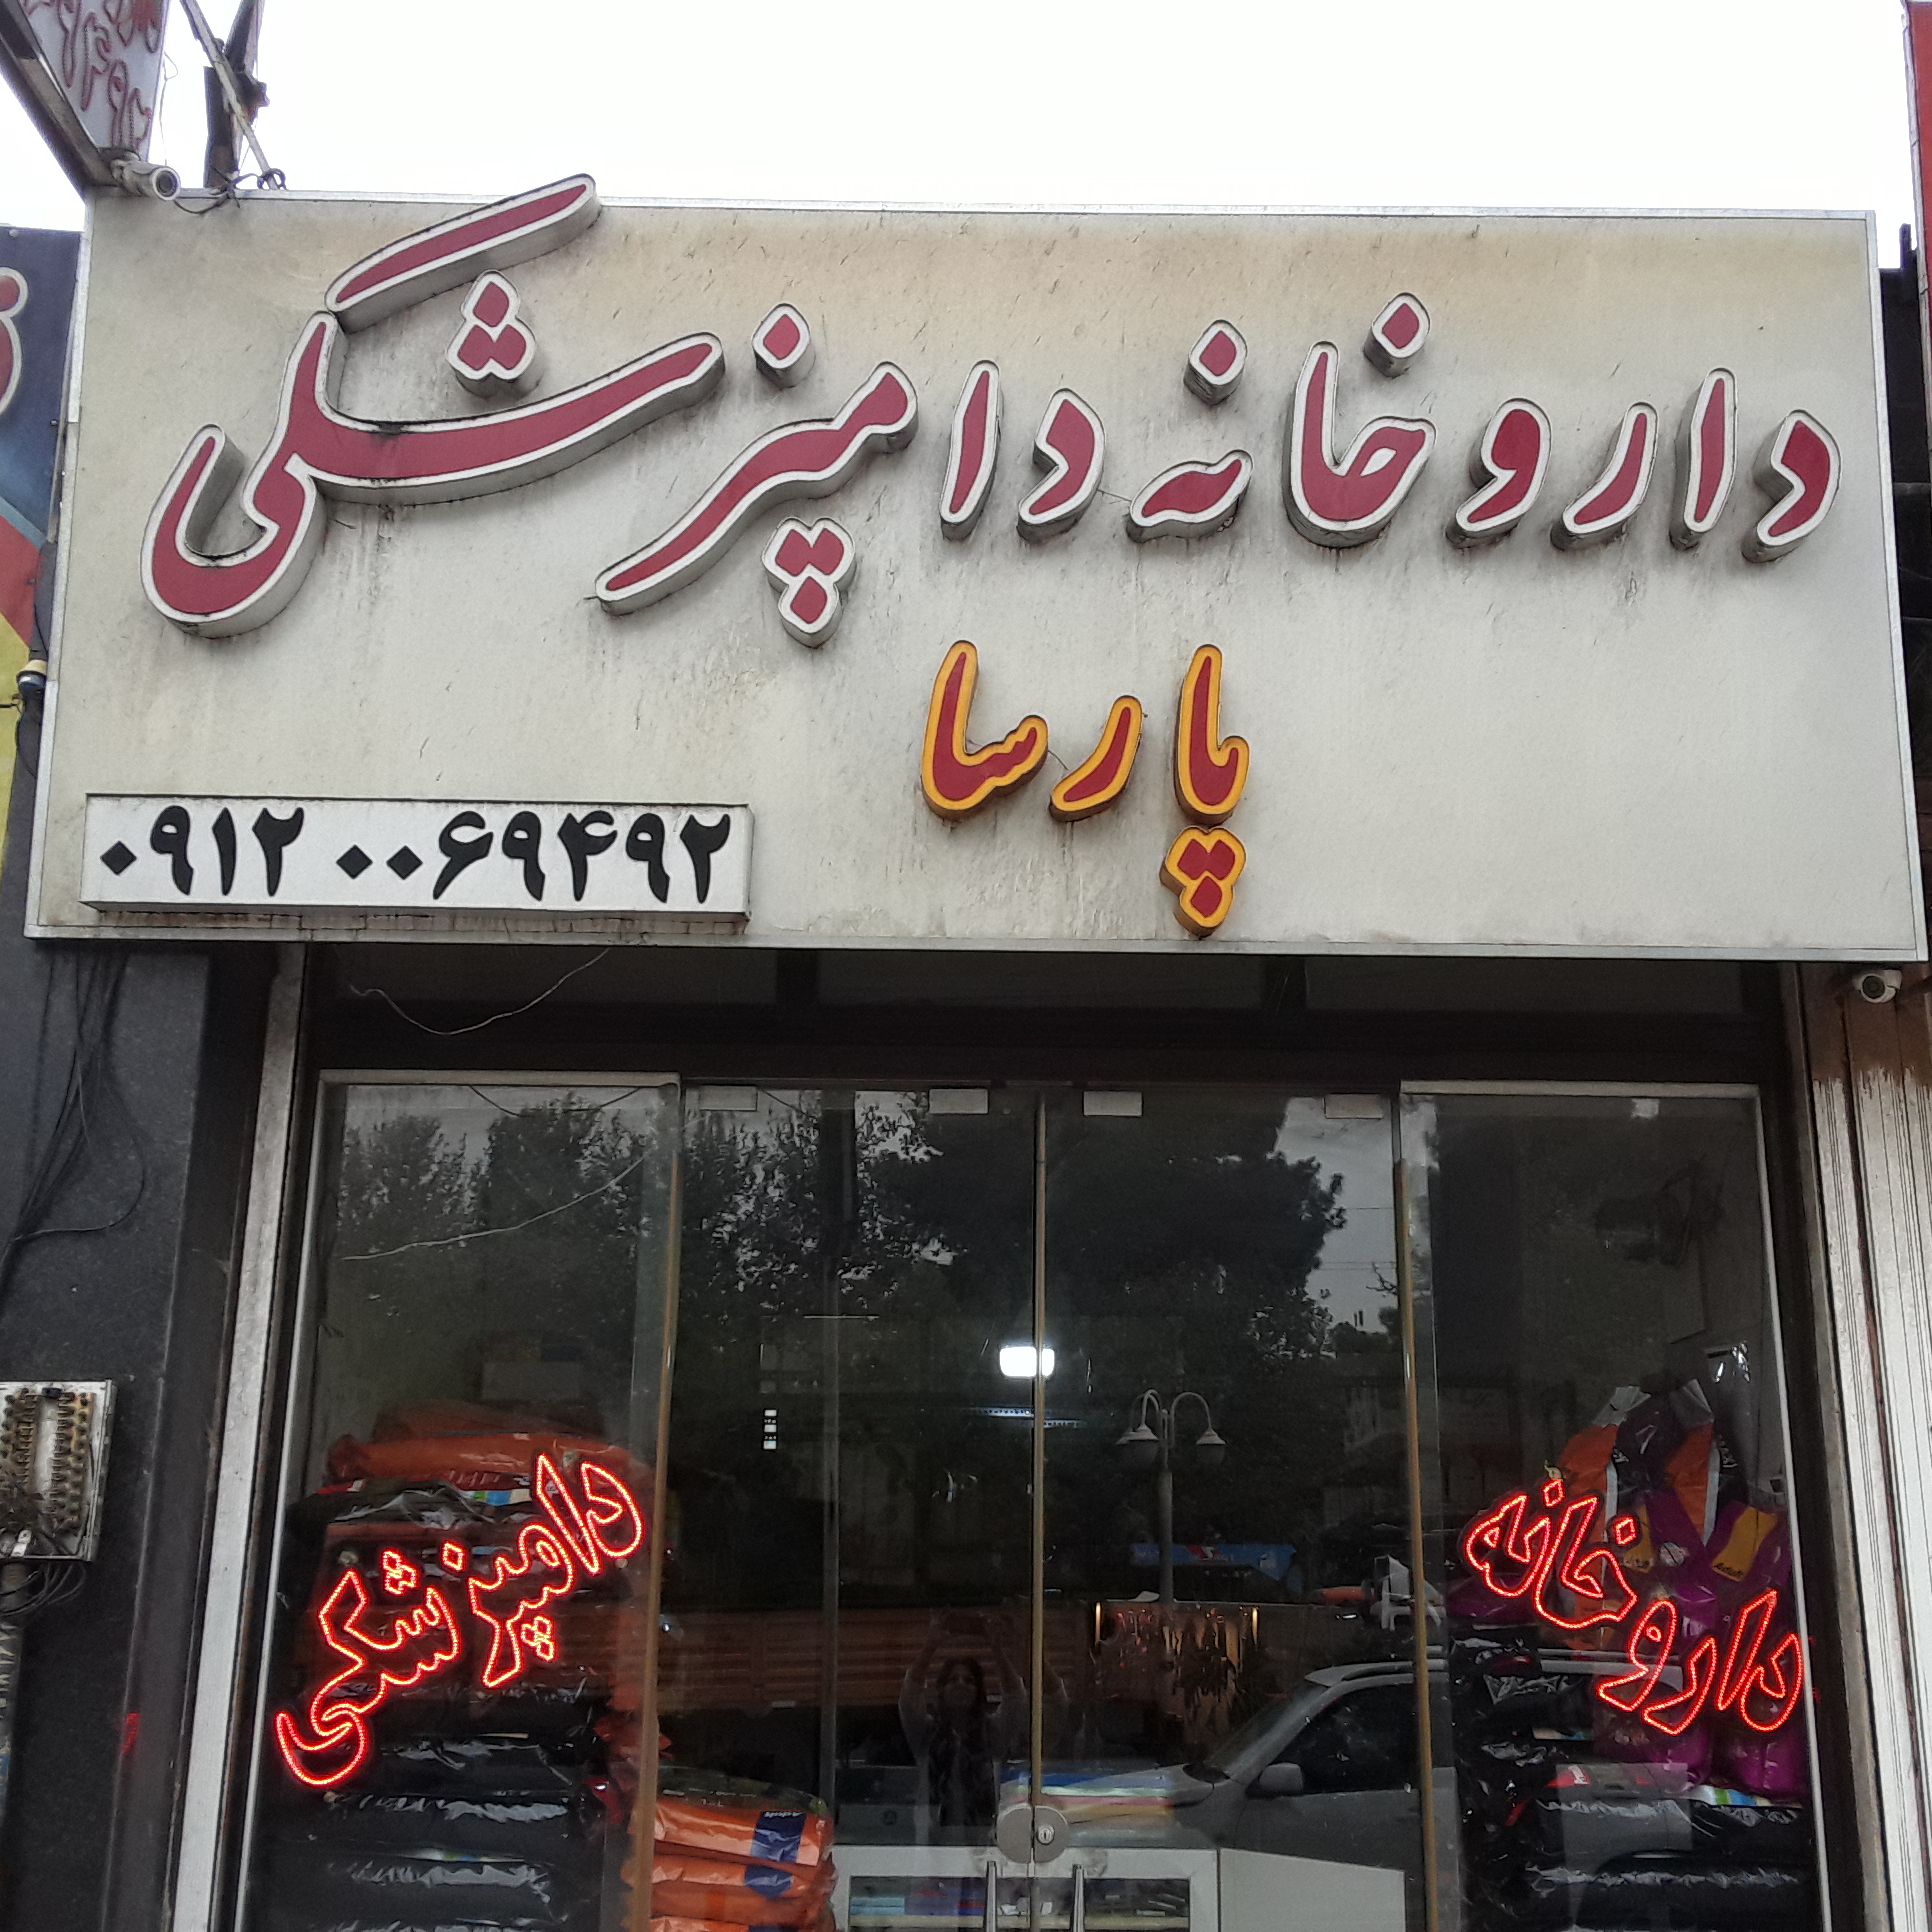 داروخانه دامپزشکی
پارسا
۰۹۱۲ ۰۰۶۹۴۹۲
داروخانه
دامپزشکی